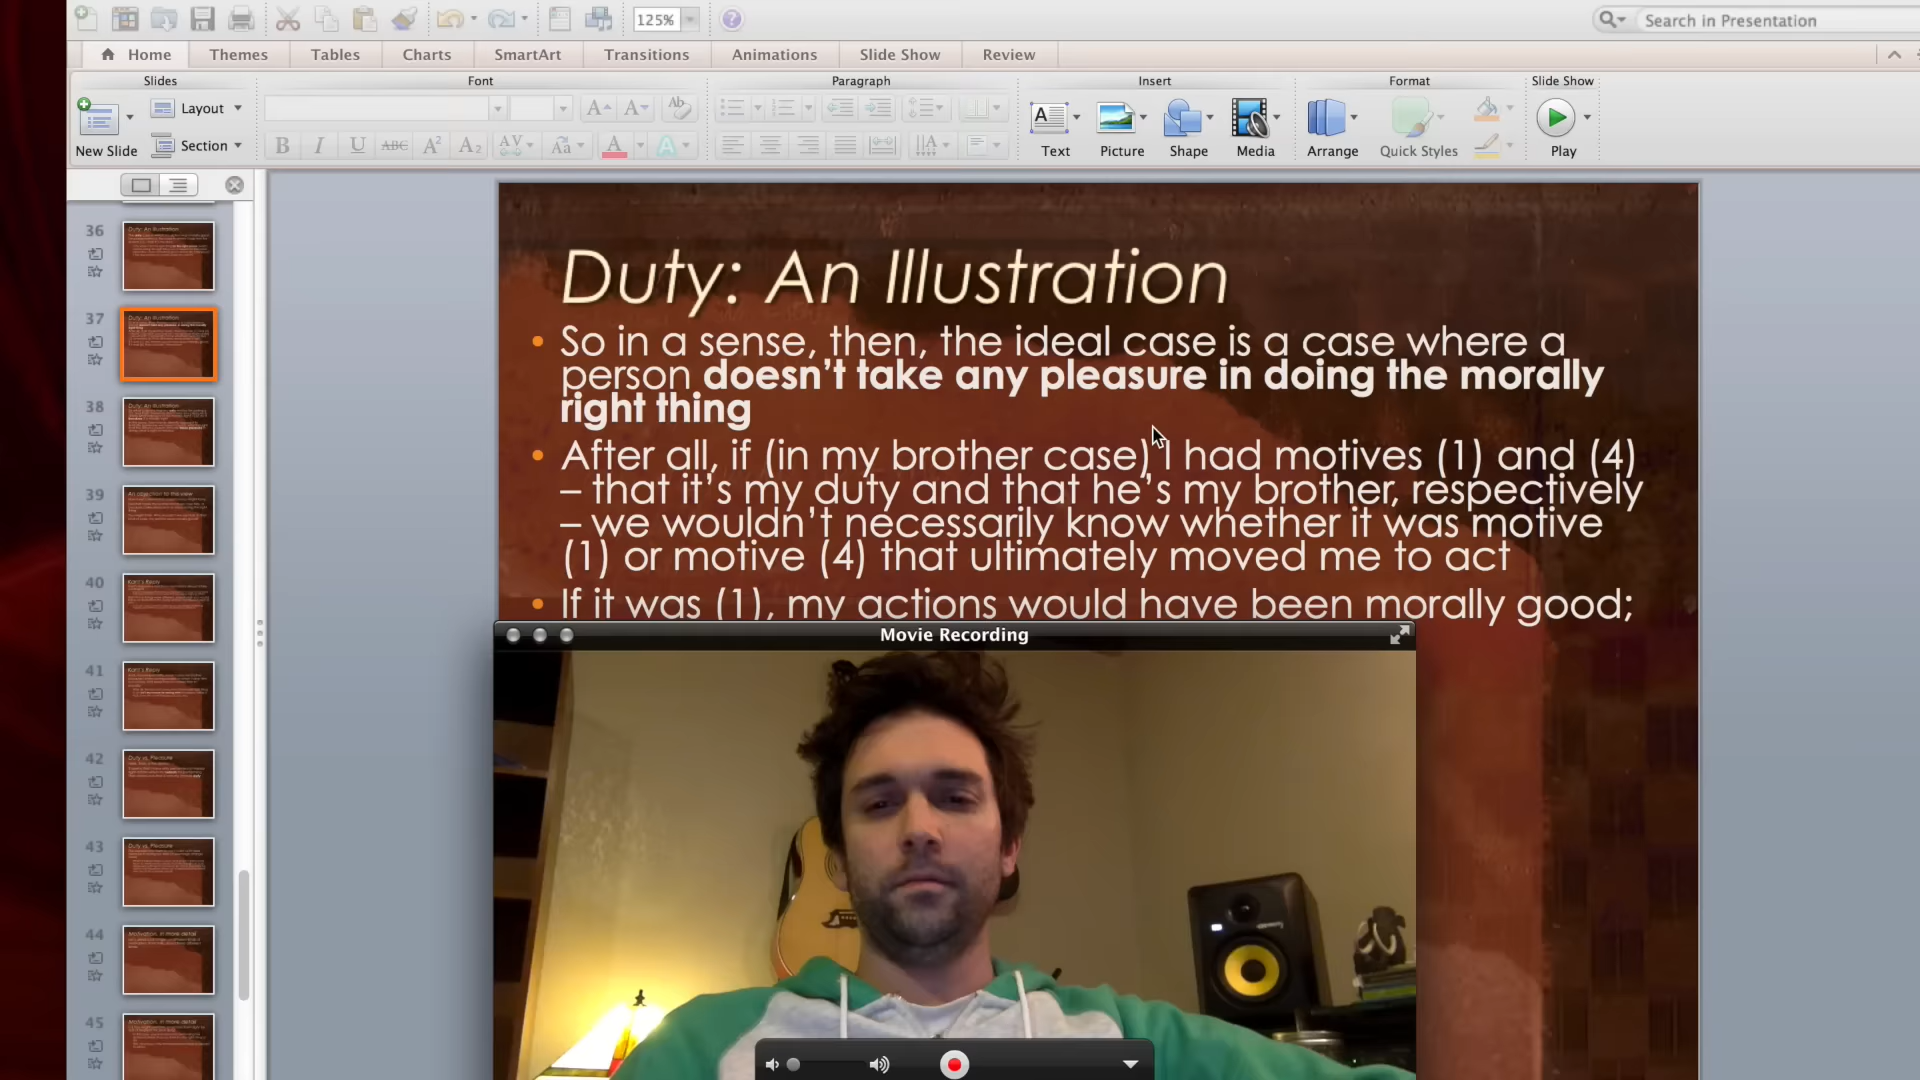 125%
Search in Presentation
Home
Themes
Tables
Charts
SmartArt
Transitions
Animations
Slide Show
Review
Slides
Font
Paragraph
Insert
Format
Slide Show
New Slide
Layout
Section
B I U ABC A² A₂ AV Aa A A
Text
Picture
Shape
Media
Arrange
Quick Styles
Play
36
37
38
39
40
41
42
43
44
45
Duty: An Illustration
So in a sense, then, the ideal case is a case where a
person doesn't take any pleasure in doing the morally
right thing
After all, if (in my brother case) I had motives (1) and (4)
– that it's my duty and that he's my brother, respectively
– we wouldn't necessarily know whether it was motive
(1) or motive (4) that ultimately moved me to act
If it was (1), my actions would have been morally good;
Movie Recording